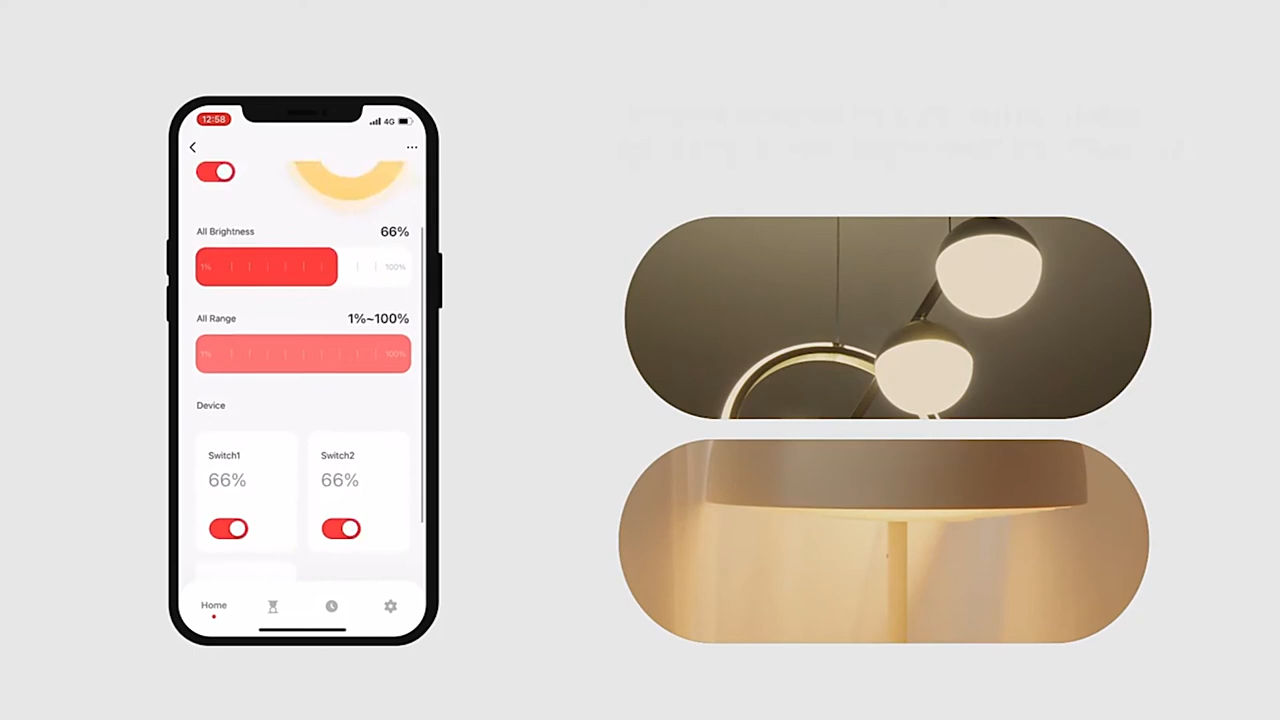 12:58
4G
All Brightness 66%
1% 100%
All Range 1%~100%
1% 100%
Device
Switch1 Switch2
66% 66%
Home